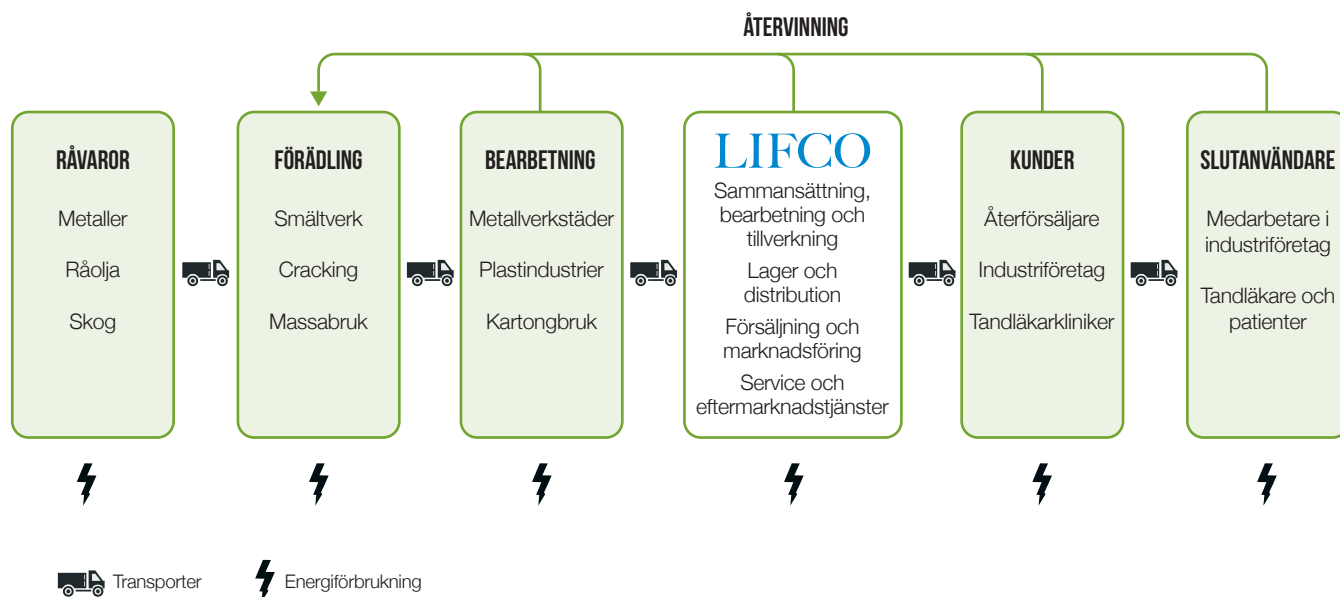 ÅTERVINNING
RÅVAROR
Metaller
Råolja
Skog
FÖRÄDLING
Smältverk
Cracking
Massabruk
BEARBETNING
Metallverkstäder
Plastindustrier
Kartongbruk
LIFCO
Sammansättning,
bearbetning och
tillverkning
Lager och
distribution
Försäljning och
marknadsföring
Service och
eftermarknadstjänster
KUNDER
Återförsäljare
Industriföretag
Tandläkarkliniker
SLUTANVÄNDARE
Medarbetare i
industriföretag
Tandläkare och
patienter
Transporter
Energiförbrukning